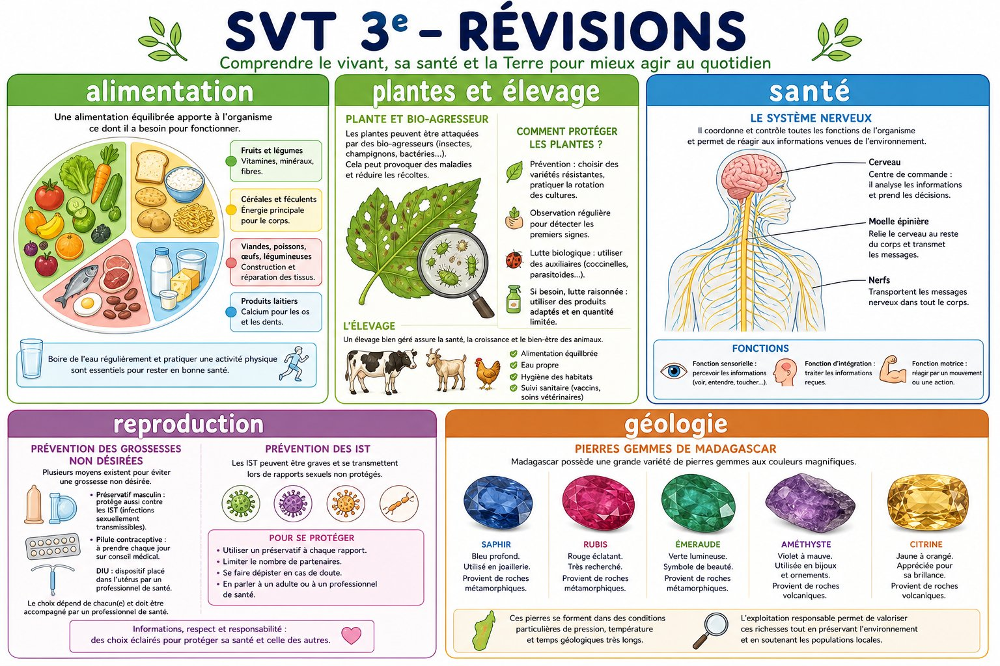 SVT 3e – RÉVISIONS
Comprendre le vivant, sa santé et la Terre pour mieux agir au quotidien
alimentation
Une alimentation équilibrée apporte à l'organisme
ce dont il a besoin pour fonctionner.
Fruits et légumes
Vitamines, minéraux,
fibres.
Céréales et féculents
Énergie principale
pour le corps.
Viandes, poissons,
œufs, légumineuses
Construction et
réparation des tissus.
Produits laitiers
Calcium pour les os
et les dents.
Boire de l'eau régulièrement et pratiquer une activité physique
sont essentiels pour rester en bonne santé.
plantes et élevage
PLANTE ET BIO-AGRESSEUR
Les plantes peuvent être attaquées
par des bio-agresseurs (insectes,
champignons, bactéries...).
Cela peut provoquer des maladies
et réduire les récoltes.
COMMENT PROTÉGER
LES PLANTES ?
Prévention : choisir des
variétés résistantes,
pratiquer la rotation
des cultures.
Observation régulière
pour détecter les
premiers signes.
Lutte biologique : utiliser
des auxiliaires (coccinelles,
parasitoïdes...).
Si besoin, lutte raisonnée :
utiliser des produits
adaptés et en quantité
limitée.
L'ÉLEVAGE
Un élevage bien géré assure la santé, la croissance et le bien-être des animaux.
Alimentation équilibrée
Eau propre
Hygiène des habitats
Suivi sanitaire (vaccins,
soins vétérinaires)
santé
LE SYSTÈME NERVEUX
Il coordonne et contrôle toutes les fonctions de l'organisme
et permet de réagir aux informations venues de l'environnement.
Cerveau
Centre de commande :
il analyse les informations
et prend les décisions.
Moelle épinière
Relie le cerveau au reste
du corps et transmet
les messages.
Nerfs
Transportent les messages
nerveux dans tout le corps.
FONCTIONS
Fonction sensorielle :
percevoir les informations
(voir, entendre, toucher...).
Fonction d'intégration :
traiter les informations
reçues.
Fonction motrice :
réagir par un mouvement
ou une action.
reproduction
PRÉVENTION DES GROSSESSES
NON DÉSIRÉES
Plusieurs moyens existent pour éviter
une grossesse non désirée.
• Préservatif masculin :
protège aussi contre
les IST (infections
sexuellement
transmissibles).
• Pilule contraceptive :
à prendre chaque jour
sur conseil médical.
DIU : dispositif placé
dans l'utérus par un
professionnel de santé.
Le choix dépend de chacun(e) et doit être
accompagné par un professionnel de santé.
PRÉVENTION DES IST
Les IST peuvent être graves et se transmettent
lors de rapports sexuels non protégés.
POUR SE PROTÉGER
• Utiliser un préservatif à chaque rapport.
• Limiter le nombre de partenaires.
• Se faire dépister en cas de doute.
• En parler à un adulte ou à un professionnel
de santé.
Informations, respect et responsabilité :
des choix éclairés pour protéger sa santé et celle des autres.
géologie
PIERRES GEMMES DE MADAGASCAR
Madagascar possède une grande variété de pierres gemmes aux couleurs magnifiques.
SAPHIR
Bleu profond.
Utilisé en joaillerie.
Provient de roches
métamorphiques.
RUBIS
Rouge éclatant.
Très recherché.
Provient de roches
métamorphiques.
ÉMERAUDE
Verte lumineuse.
Symbole de beauté.
Provient de roches
métamorphiques.
AMÉTHYSTE
Violet à mauve.
Utilisée en bijoux
et ornements.
Provient de roches
volcaniques.
CITRINE
Jaune à orangé.
Appréciée pour
sa brillance.
Provient de roches
volcaniques.
Ces pierres se forment dans des conditions
particulières de pression, température
et temps géologiques très longs.
L'exploitation responsable permet de valoriser
ces richesses tout en préservant l'environnement
et en soutenant les populations locales.